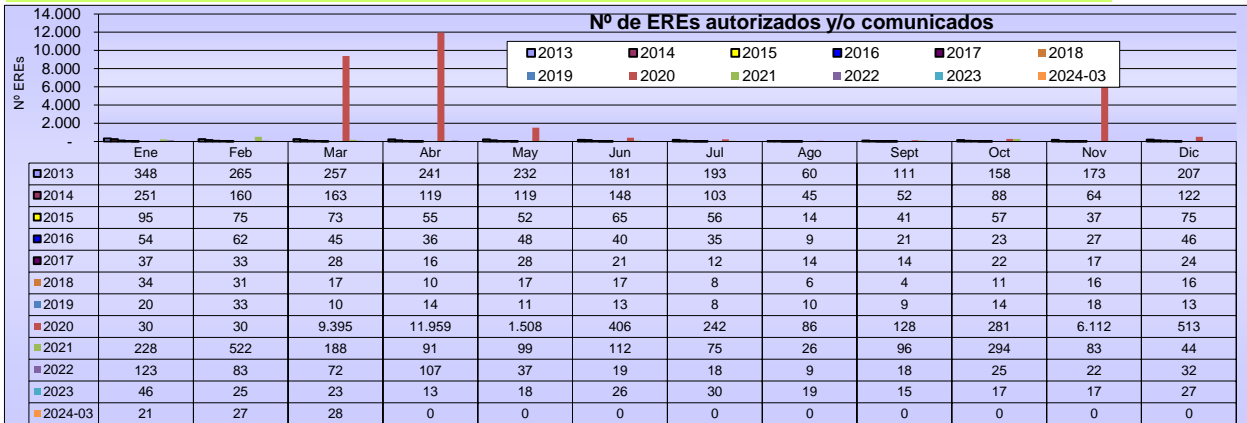 Nº de EREs autorizados y/o comunicados
Nº EREs
14.000
12.000
10.000
8.000
6.000
4.000
2.000
-
2013 2014 2015 2016 2017 2018
2019 2020 2021 2022 2023 2024-03
Ene Feb Mar Abr May Jun Jul Ago Sept Oct Nov Dic
2013 348 265 257 241 232 181 193 60 111 158 173 207
2014 251 160 163 119 119 148 103 45 52 88 64 122
2015 95 75 73 55 52 65 56 14 41 57 37 75
2016 54 62 45 36 48 40 35 9 21 23 27 46
2017 37 33 28 16 28 21 12 14 14 22 17 24
2018 34 31 17 10 17 17 8 6 4 11 16 16
2019 20 33 10 14 11 13 8 10 9 14 18 13
2020 30 30 9.395 11.959 1.508 406 242 86 128 281 6.112 513
2021 228 522 188 91 99 112 75 26 96 294 83 44
2022 123 83 72 107 37 19 18 9 18 25 22 32
2023 46 25 23 13 18 26 30 19 15 17 17 27
2024-03 21 27 28 0 0 0 0 0 0 0 0 0